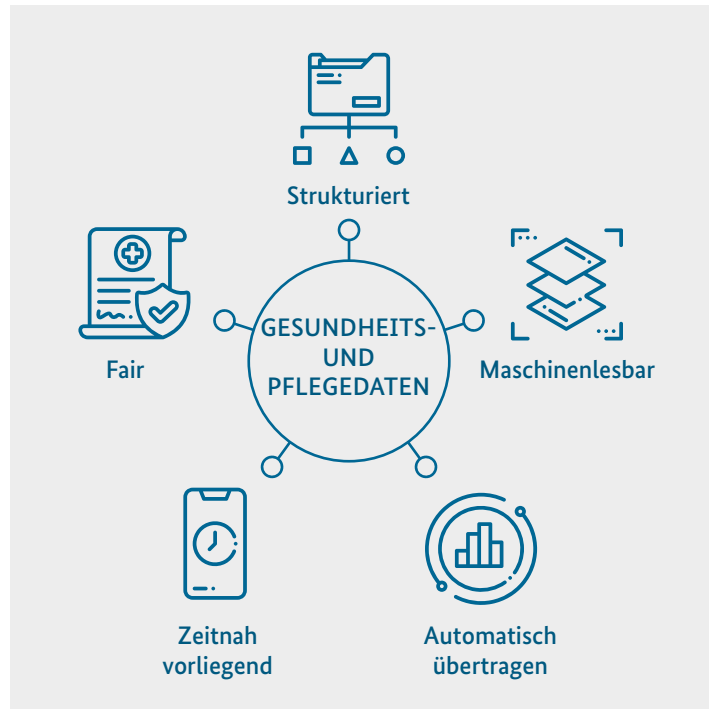 Strukturiert
Fair
GESUNDHEITS-
UND
PFLEGEDATEN
Maschinenlesbar
Zeitnah
vorliegend
Automatisch
übertragen